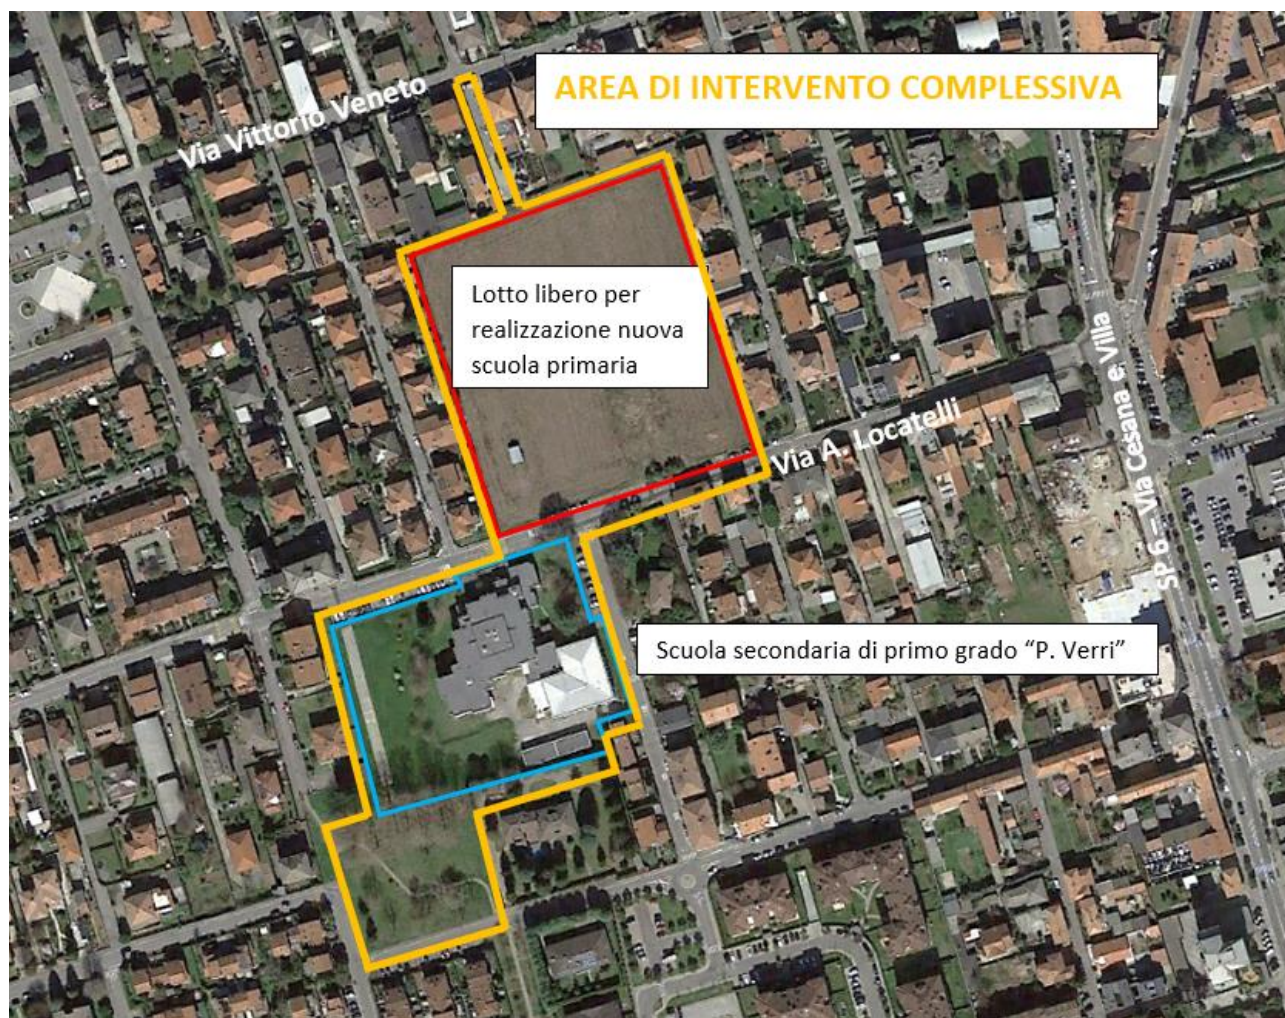 AREA DI INTERVENTO COMPLESSIVA
Via Vittorio Veneto
Lotto libero per
realizzazione nuova
scuola primaria
Via A. Locatelli
SP 6 – Via Cesana e Villa
Scuola secondaria di primo grado “P. Verri”